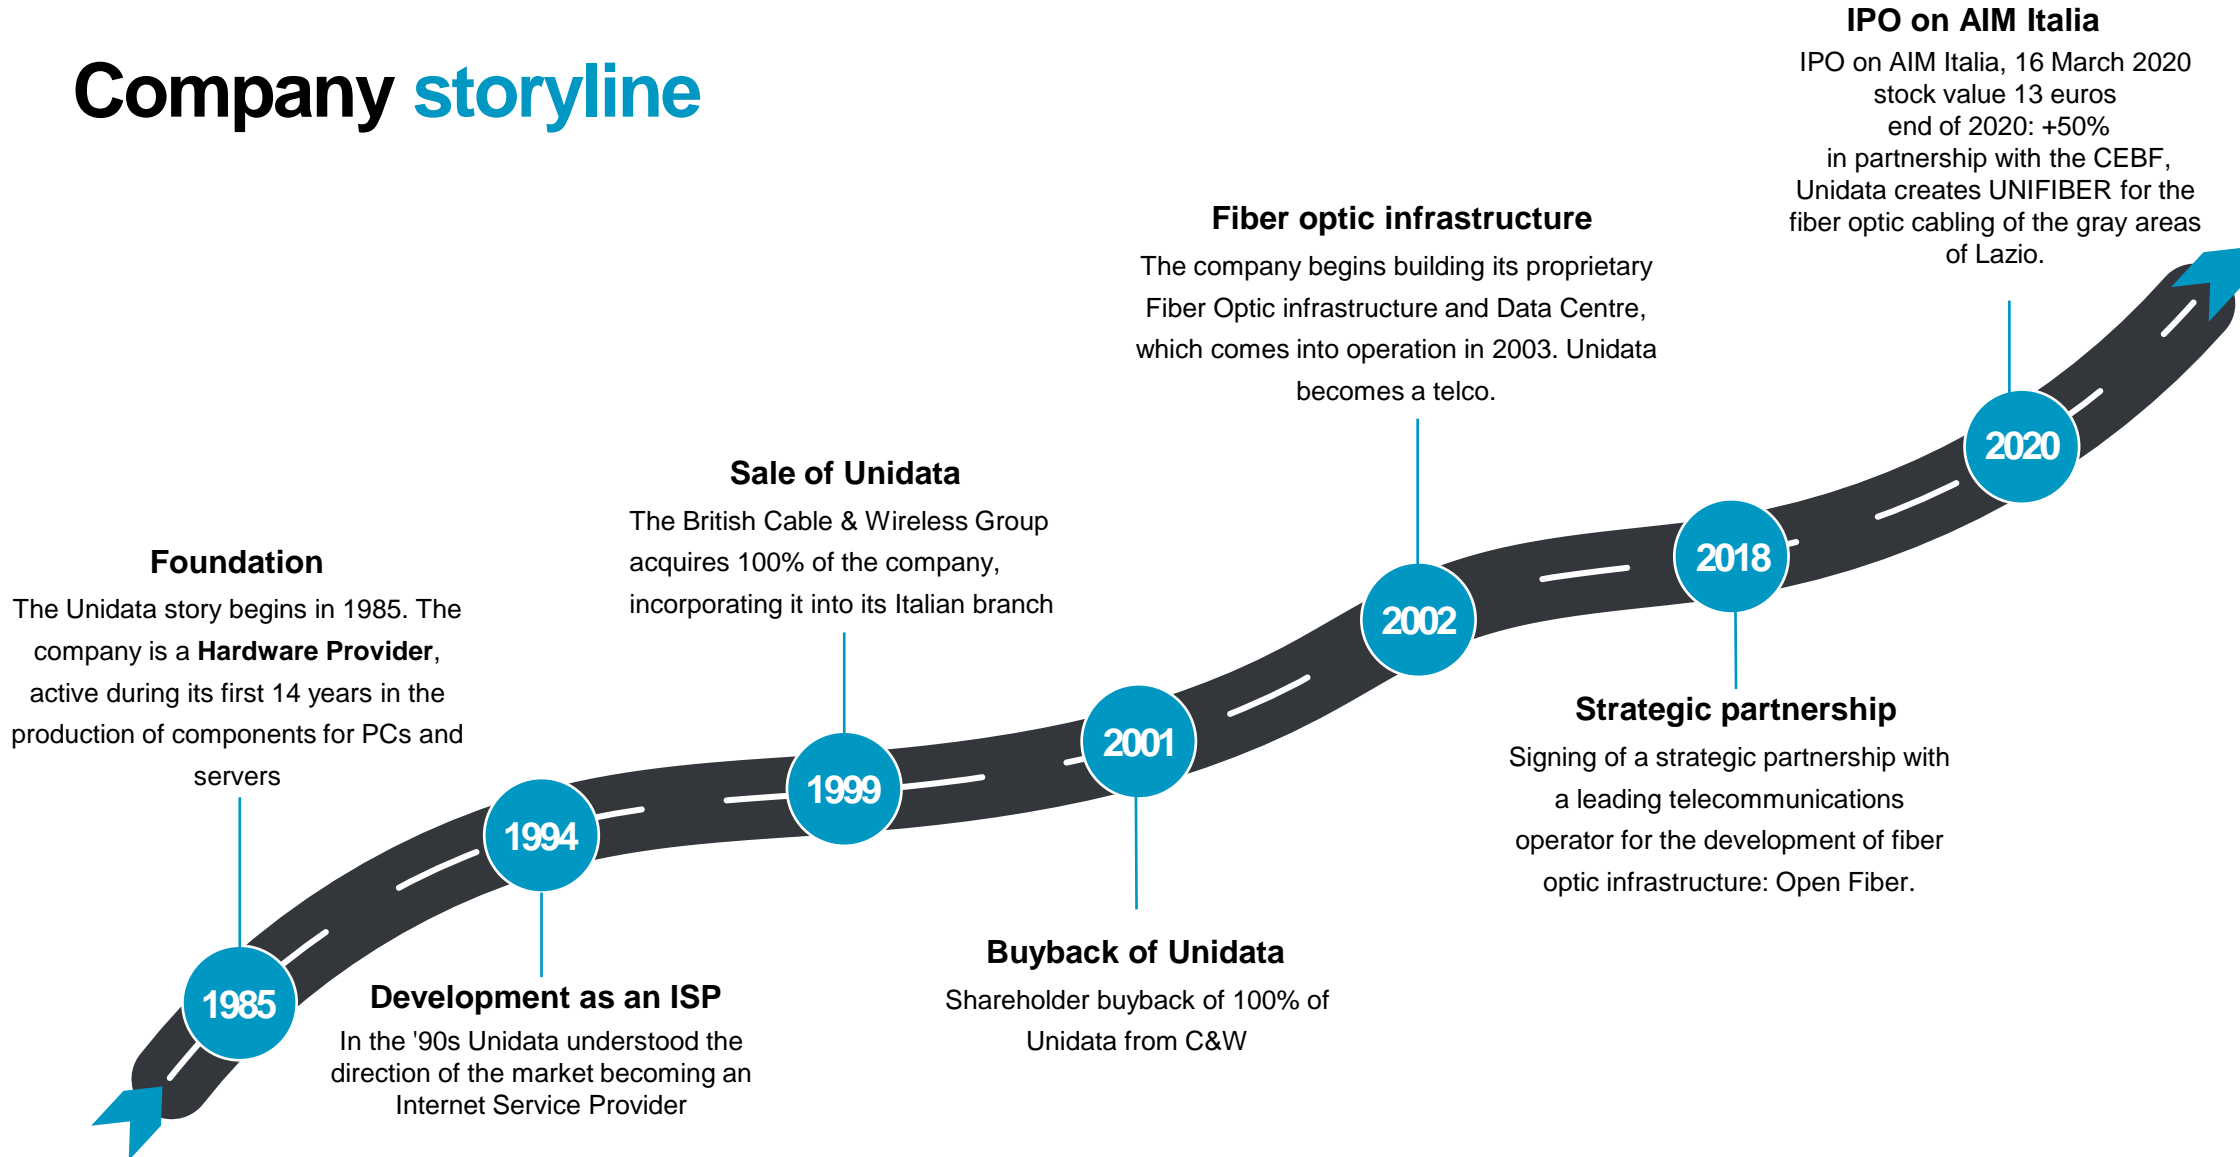 Company storyline
Foundation
The Unidata story begins in 1985. The
company is a Hardware Provider,
active during its first 14 years in the
production of components for PCs and
servers
1985
1994
Development as an ISP
In the '90s Unidata understood the
direction of the market becoming an
Internet Service Provider
Sale of Unidata
The British Cable & Wireless Group
acquires 100% of the company,
incorporating it into its Italian branch
1999
2001
Buyback of Unidata
Shareholder buyback of 100% of
Unidata from C&W
Fiber optic infrastructure
The company begins building its proprietary
Fiber Optic infrastructure and Data Centre,
which comes into operation in 2003. Unidata
becomes a telco.
2002
2018
Strategic partnership
Signing of a strategic partnership with
a leading telecommunications
operator for the development of fiber
optic infrastructure: Open Fiber.
IPO on AIM Italia
IPO on AIM Italia, 16 March 2020
stock value 13 euros
end of 2020: +50%
in partnership with the CEBF,
Unidata creates UNIFIBER for the
fiber optic cabling of the gray areas
of Lazio.
2020